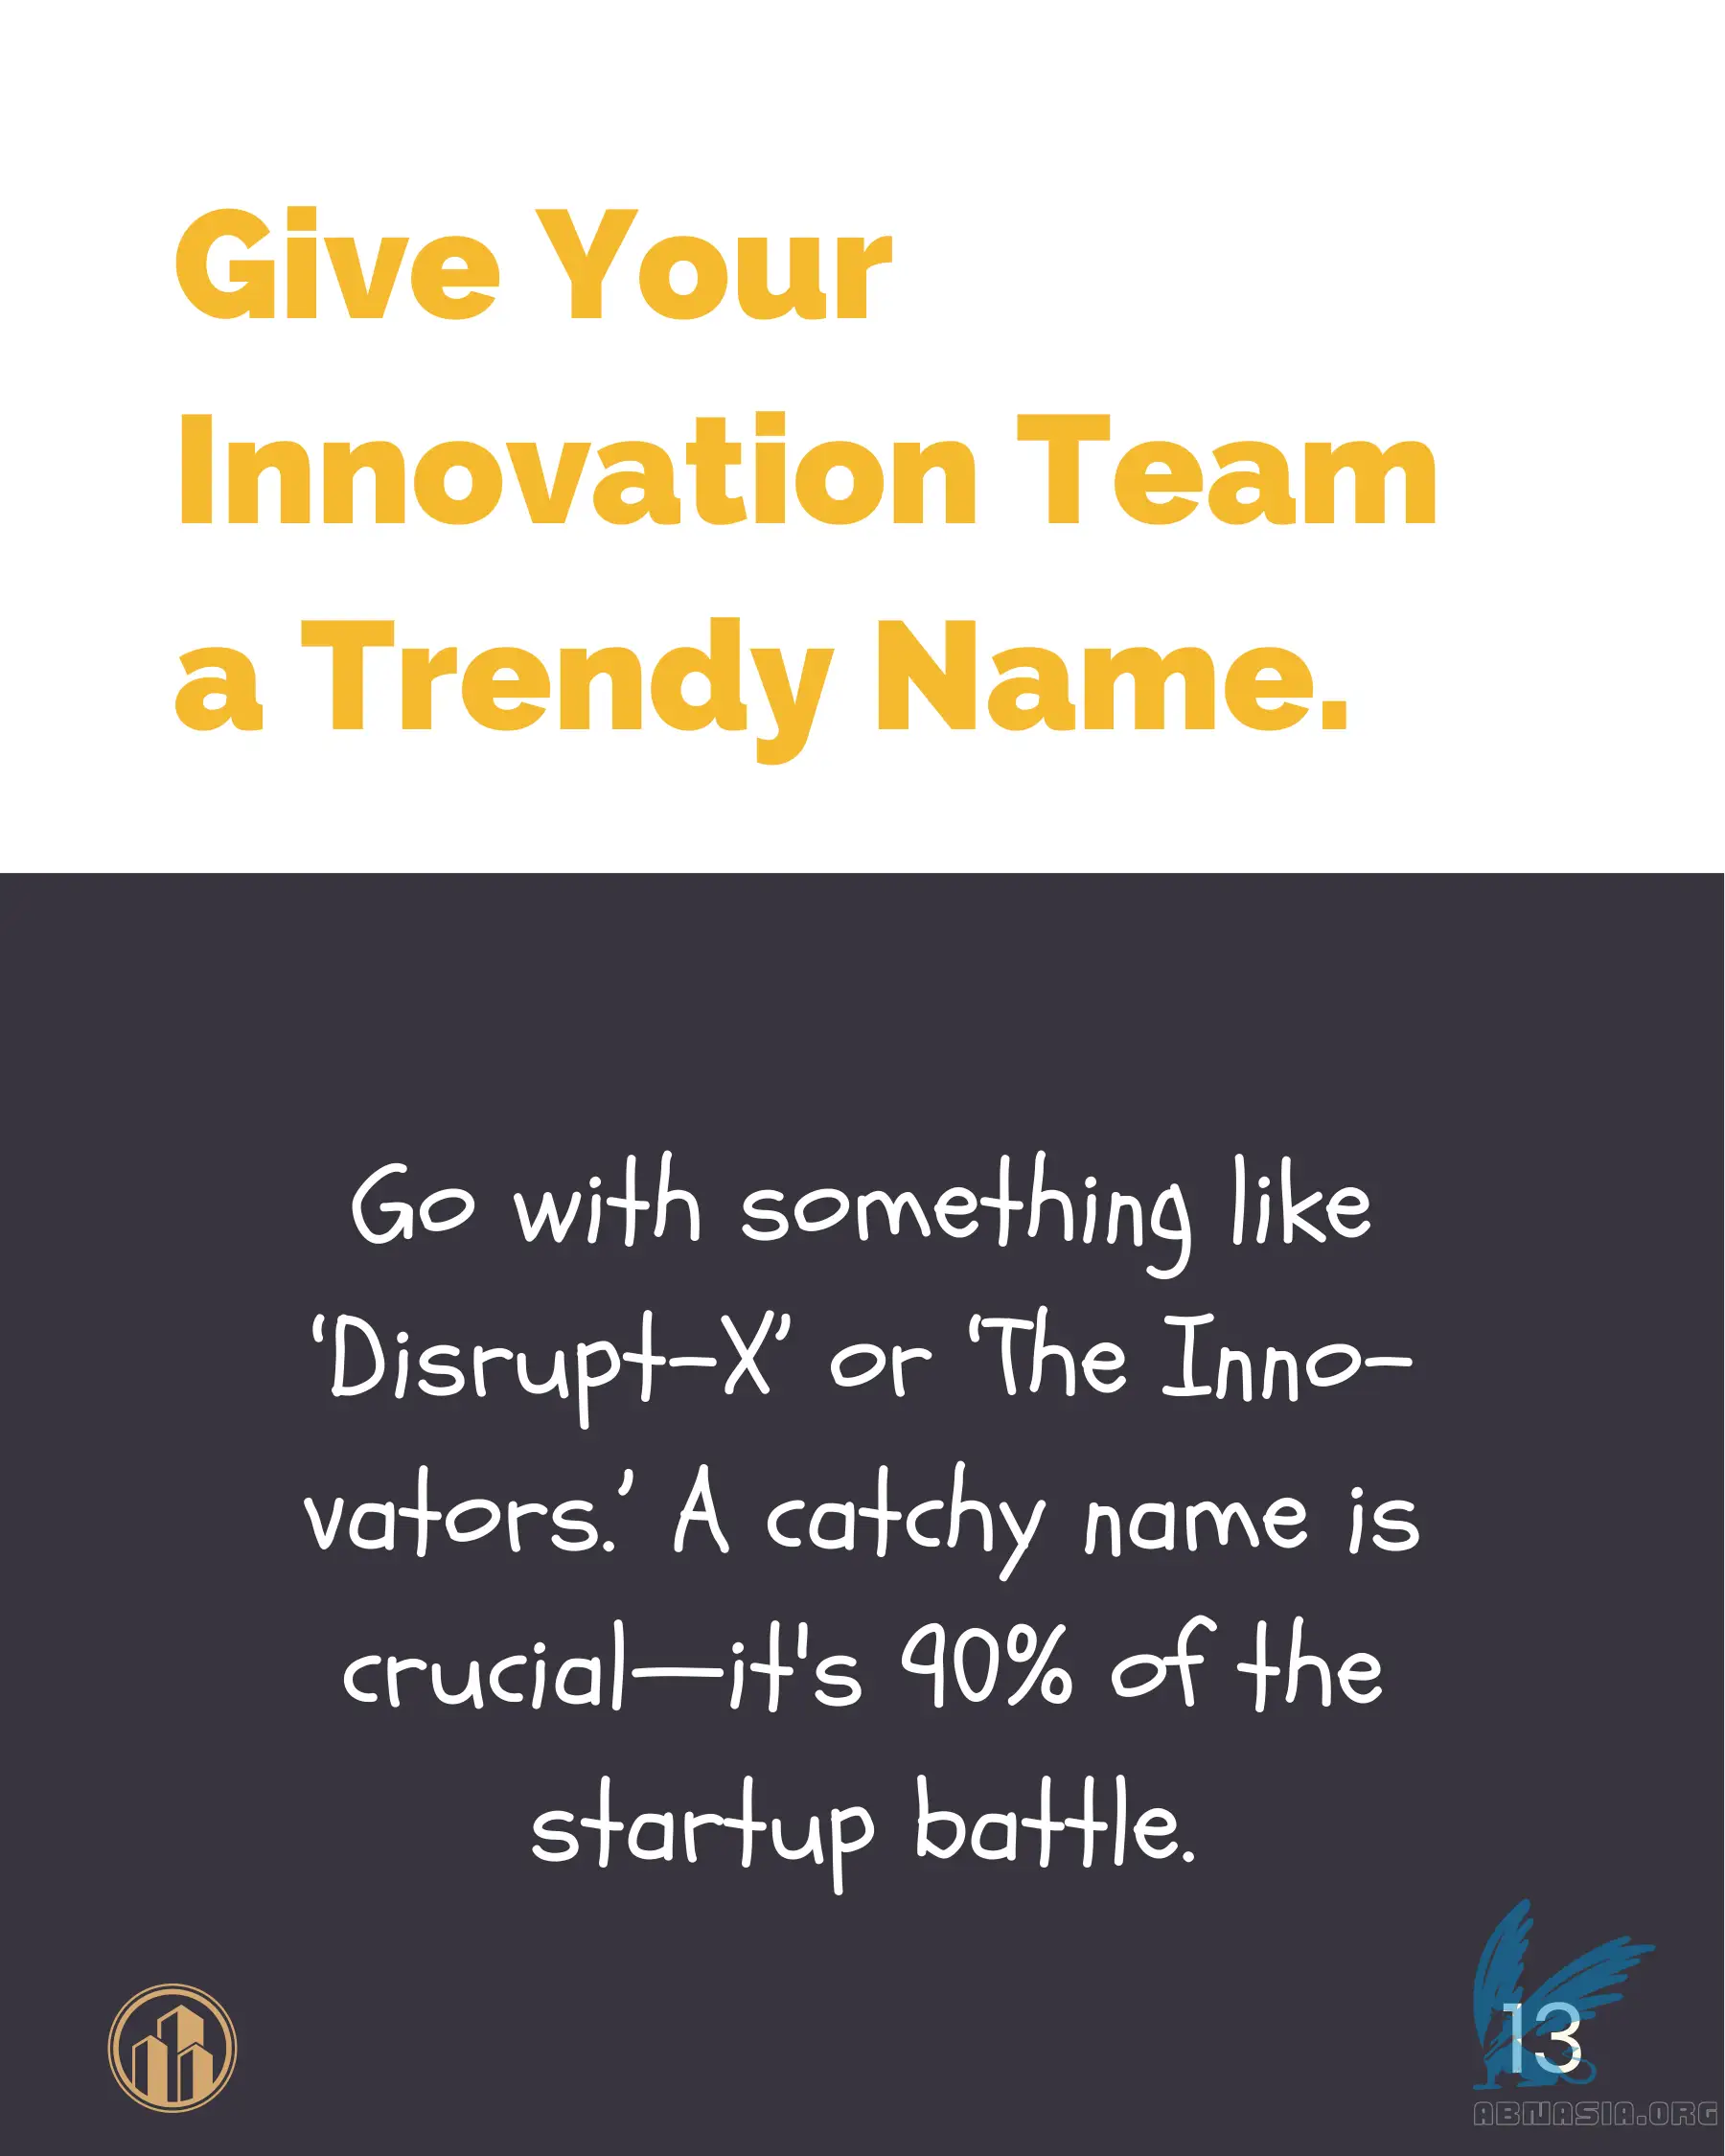 Give Your
Innovation Team
a Trendy Name.
Go with something like
'Disrupt-X' or 'The Inno-
vators.' A catchy name is
crucial—it's 90% of the
startup battle.
13
ABNASIA.ORG